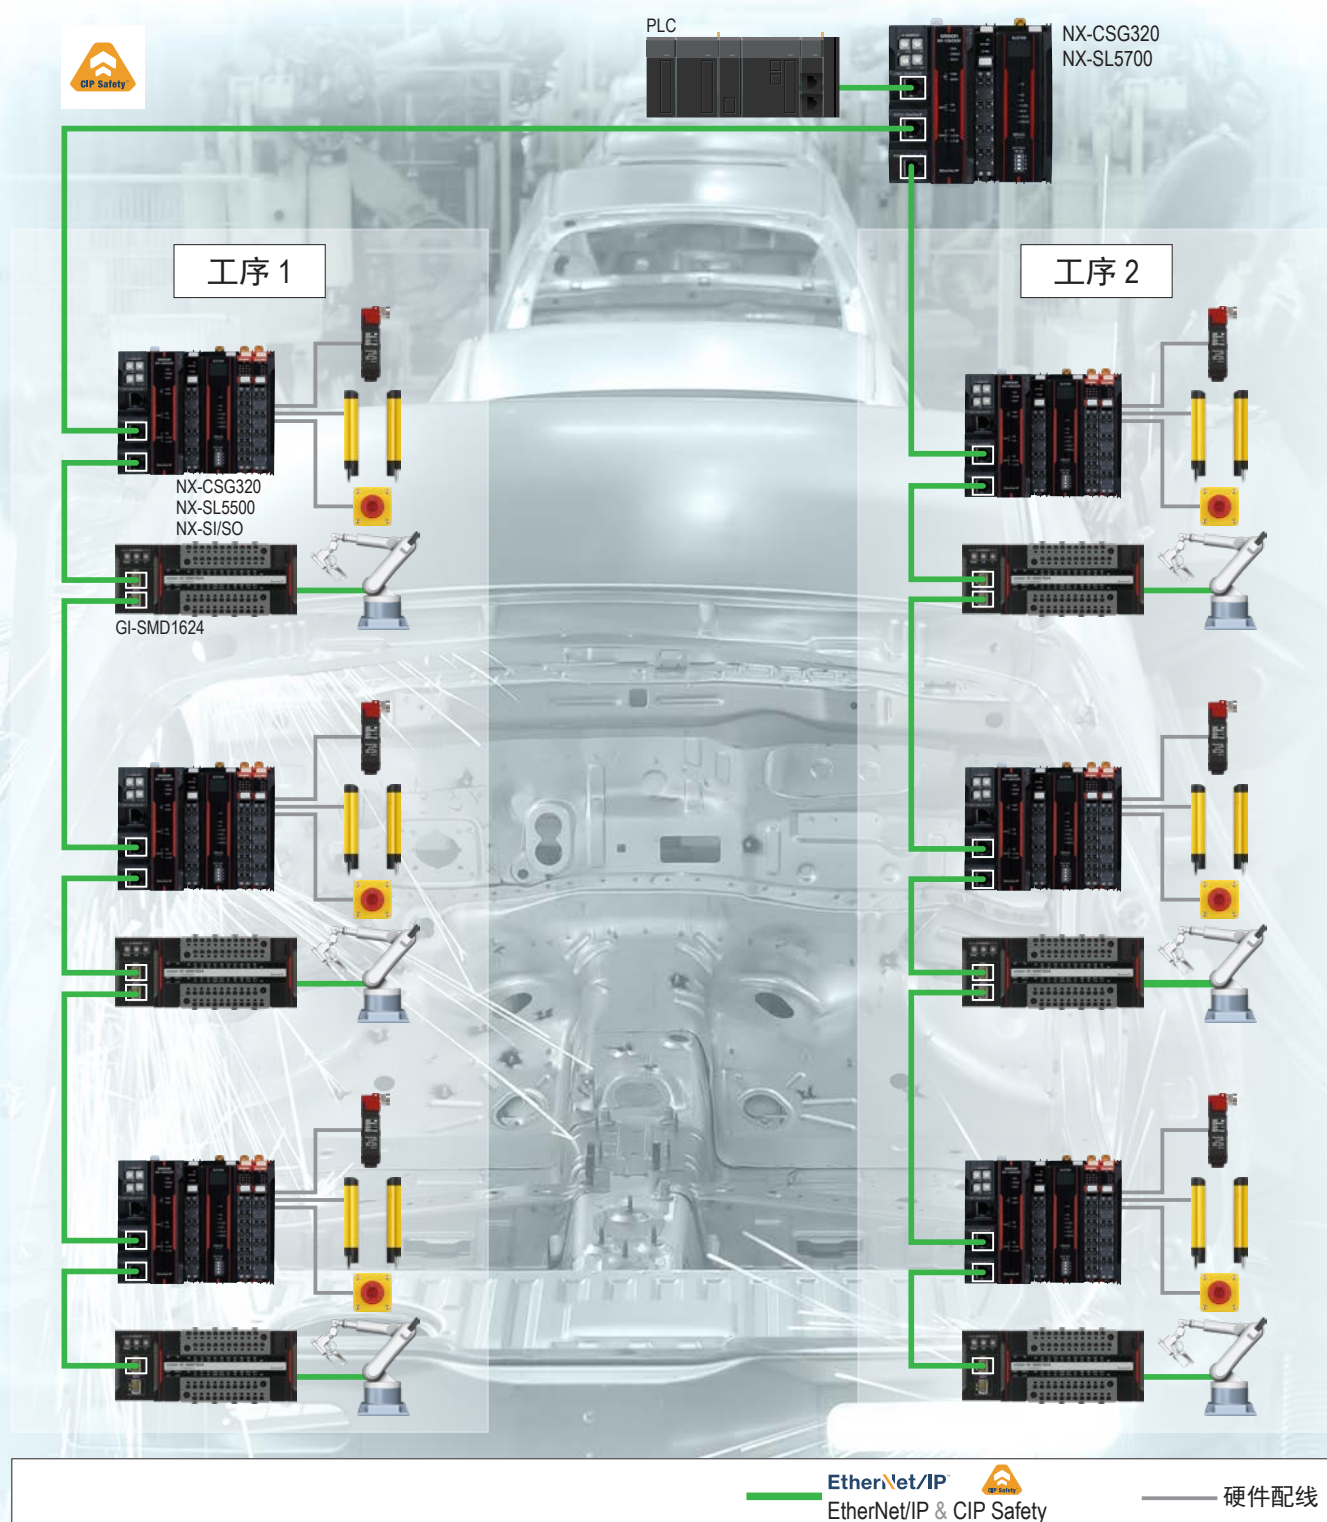 CIP Safety
PLC
NX-CSG320
NX-SL5700
工序 1
工序 2
NX-CSG320
NX-SL5500
NX-SI/SO
GI-SMD1624
EtherNet/IP
CIP Safety
EtherNet/IP & CIP Safety
硬件配线